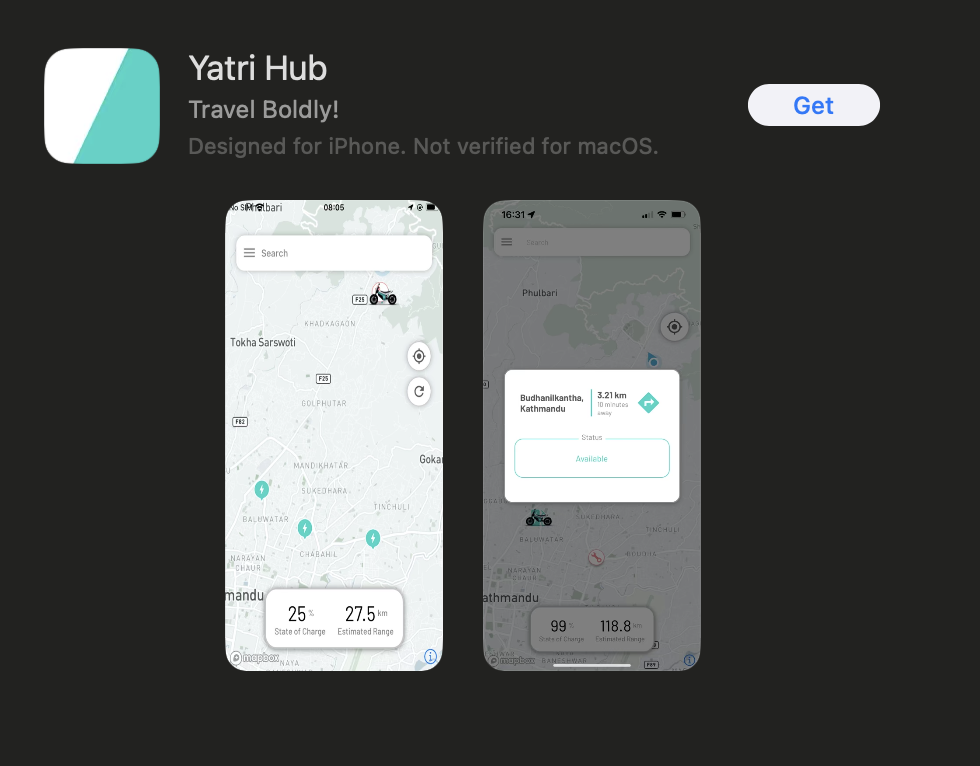 Yatri Hub
Travel Boldly!
Designed for iPhone. Not verified for macOS.
Get
Phulbari
08:05
Search
F26
KHADKAGAON
Tokha Sarswoti
F25
GOLPHUTAR
F82
Gokar
MANDIKHATAR
SUKEDHARA
TINCHULI
BALUWATAR
CHABAHIL
NARAYAN
CHAUR
mandu
25 %
State of Charge
27.5 km
Estimated Range
mapbox
NAYA
16:31
Search
Phulbari
Budhanilkantha,
Kathmandu
3.21 km
10 minutes
away
Status
Available
SUKEDHARA
TINCHULI
BALUWATAR
NARAYAN
CHAUR
athmandu
99 %
State of Charge
118.8 km
Estimated Range
mapbox
F89